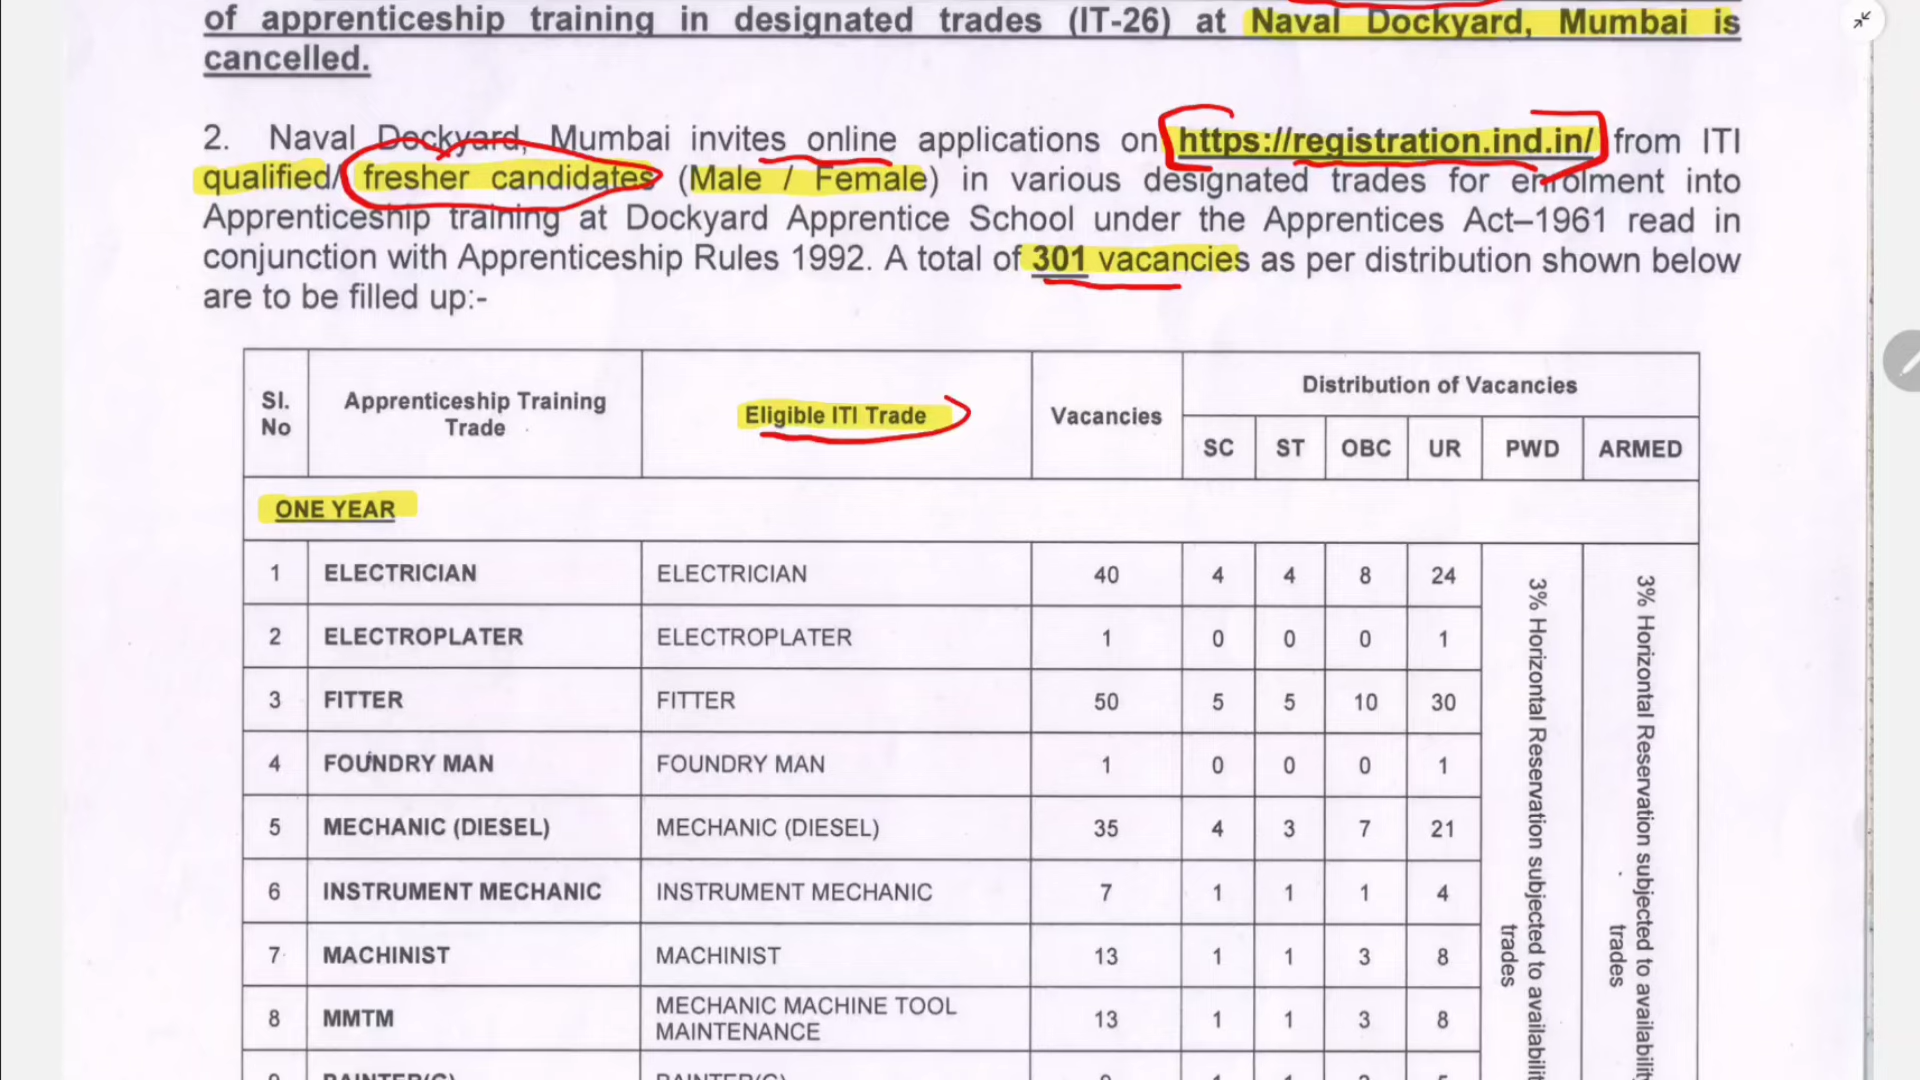 of apprenticeship training in designated trades (IT-26) at Naval Dockyard, Mumbai is
cancelled.
2. Naval Dockyard, Mumbai invites online applications on https://registration.ind.in/ from ITI
qualified/ fresher candidates (Male / Female) in various designated trades for enrolment into
Apprenticeship training at Dockyard Apprentice School under the Apprentices Act–1961 read in
conjunction with Apprenticeship Rules 1992. A total of 301 vacancies as per distribution shown below
are to be filled up:-
Sl. No
Apprenticeship Training Trade
Eligible ITI Trade
Vacancies
Distribution of Vacancies
SC ST OBC UR PWD ARMED
ONE YEAR
1 ELECTRICIAN ELECTRICIAN 40 4 4 8 24
2 ELECTROPLATER ELECTROPLATER 1 0 0 0 1
3 FITTER FITTER 50 5 5 10 30
4 FOUNDRY MAN FOUNDRY MAN 1 0 0 0 1
5 MECHANIC (DIESEL) MECHANIC (DIESEL) 35 4 3 7 21
6 INSTRUMENT MECHANIC INSTRUMENT MECHANIC 7 1 1 1 4
7 MACHINIST MACHINIST 13 1 1 3 8
8 MMTM MECHANIC MACHINE TOOL MAINTENANCE 13 1 1 3 8
PAINTER(G) PAINTER(G)
3% Horizontal Reservation subjected to availability
trades
3% Horizontal Reservation subjected to availability
trades